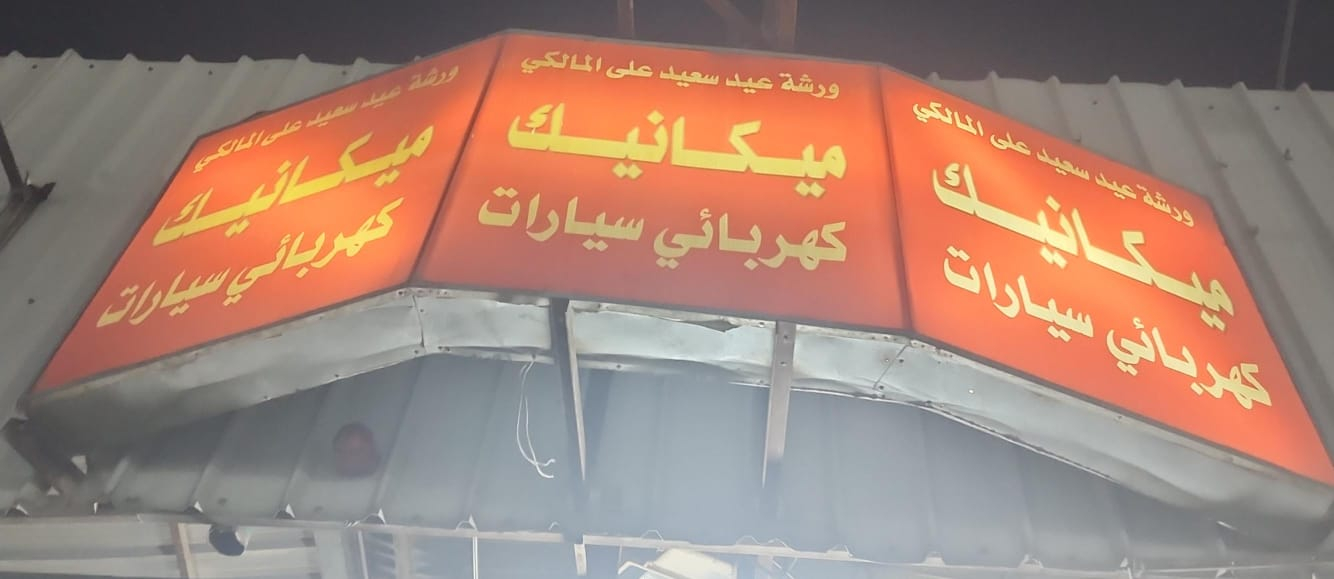 ورشة عيد سعيد على المالكي
ميكانيك
كهربائي سيارات
ورشة عيد سعيد على المالكي
ميكانيك
كهربائي سيارات
ورشة عيد سعيد على المالكي
ميكانيك
كهربائي سيارات